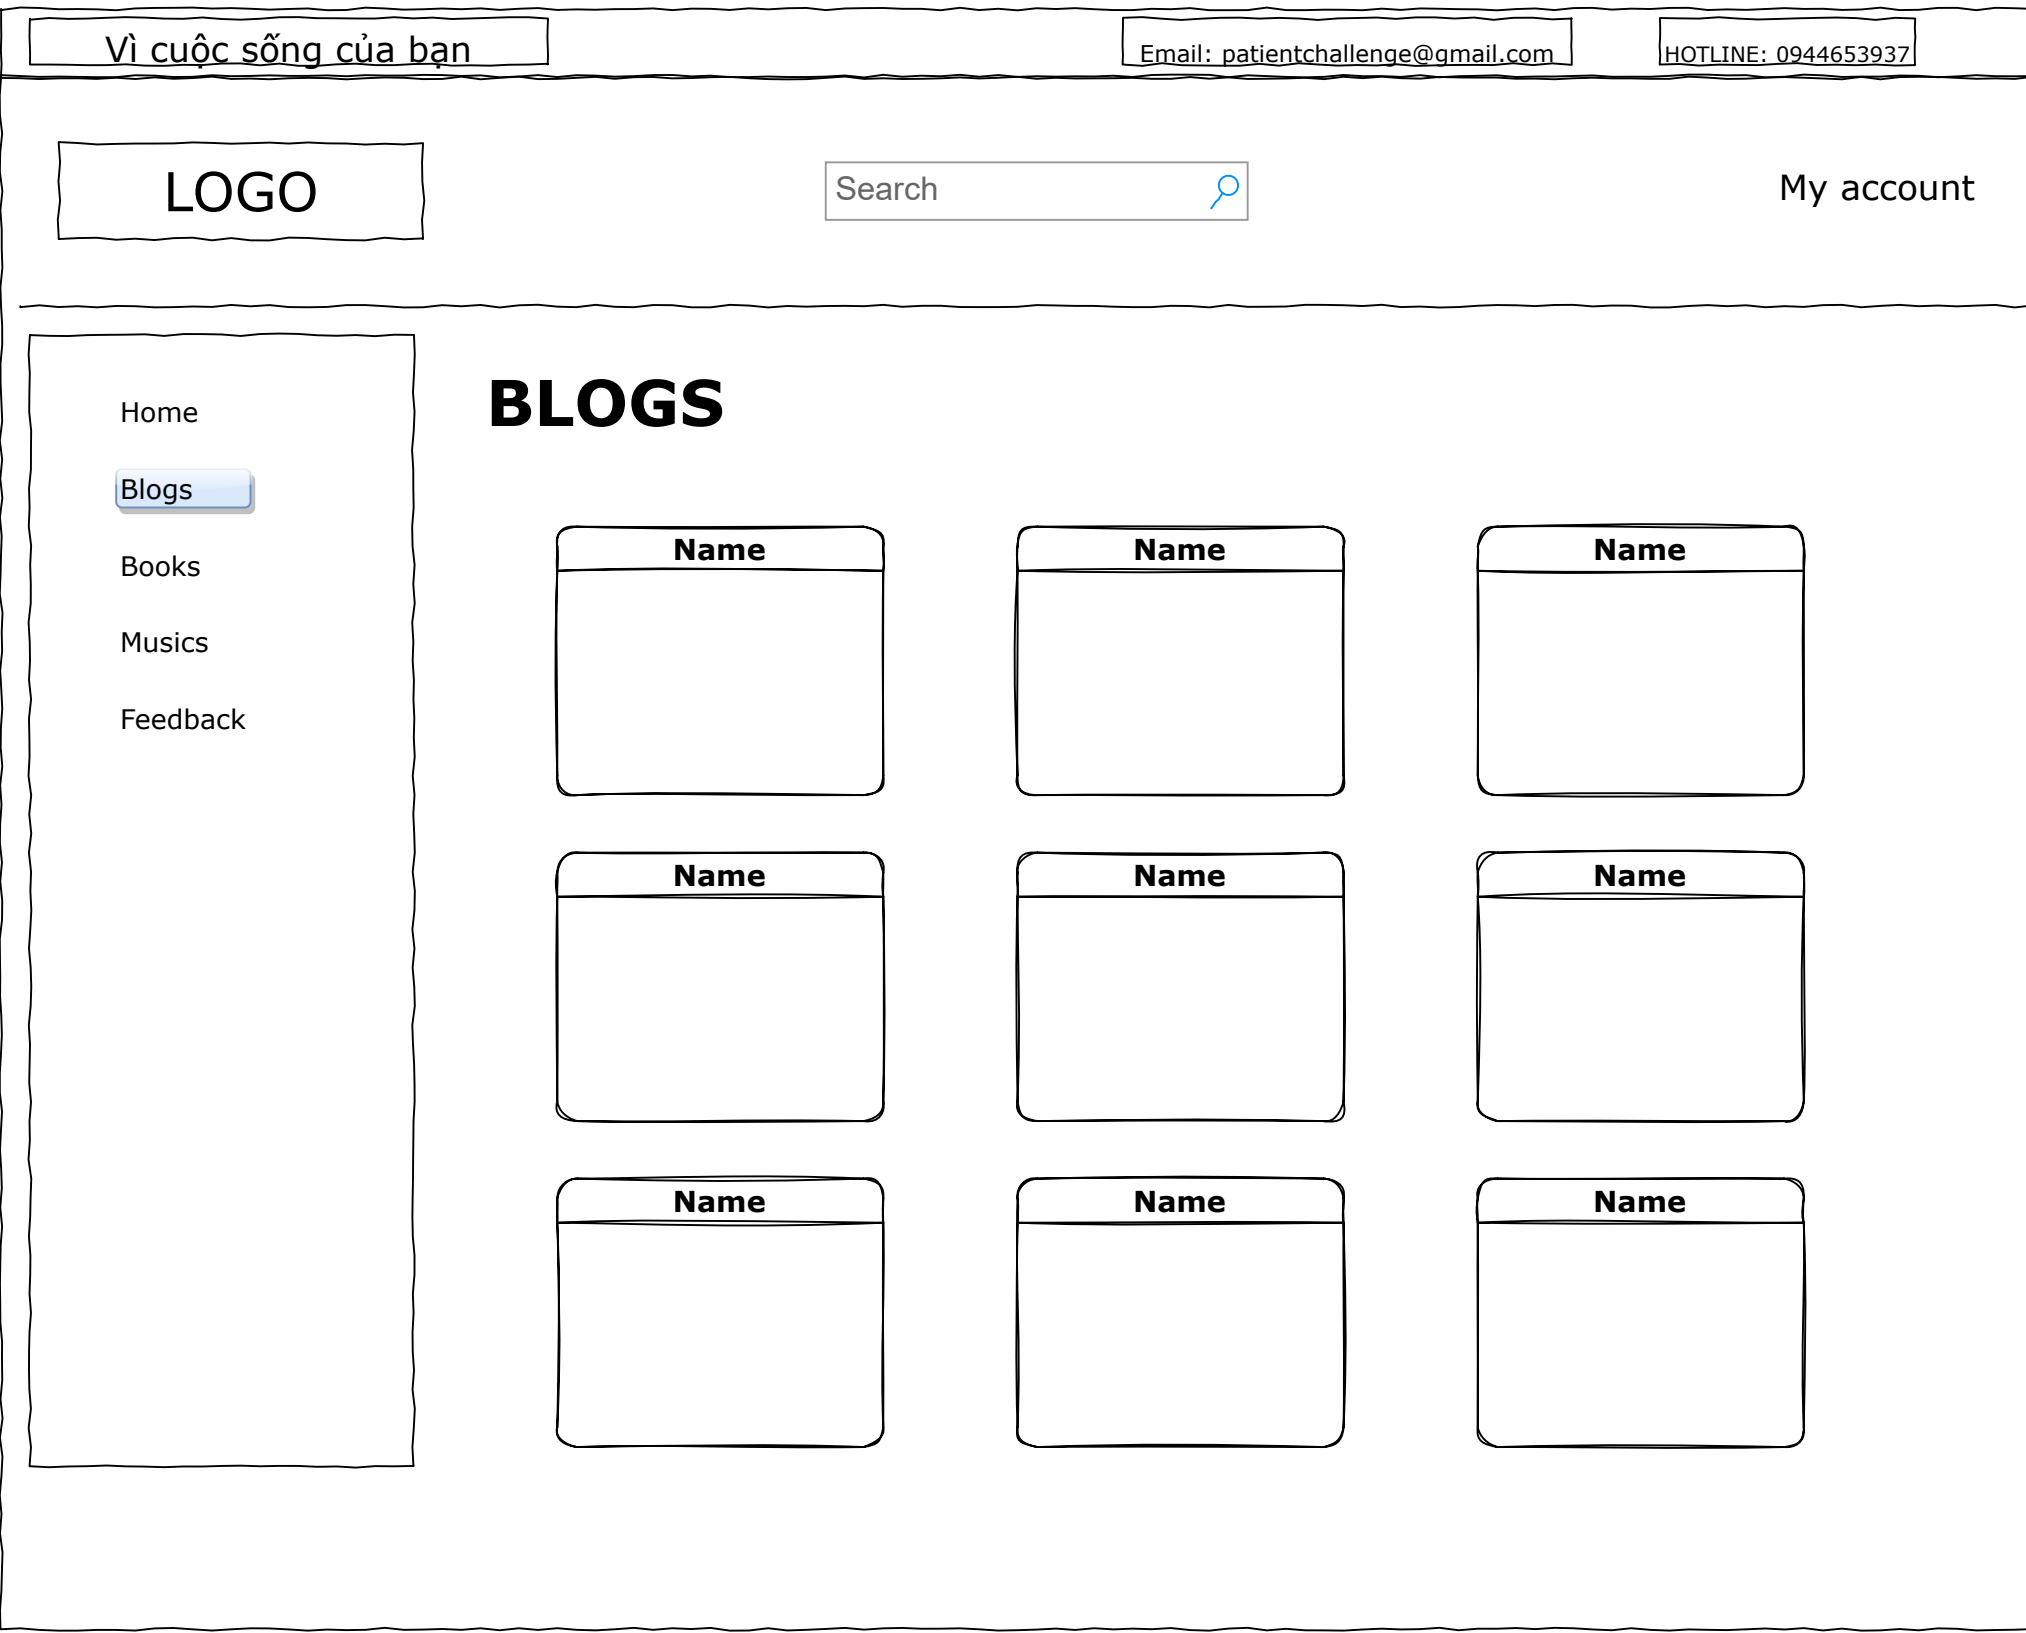 Vì cuộc sống của bạn
Email: patientchallenge@gmail.com
HOTLINE: 0944653937
LOGO
Search
My account
Home
Blogs
Books
Musics
Feedback
BLOGS
Name
Name
Name
Name
Name
Name
Name
Name
Name